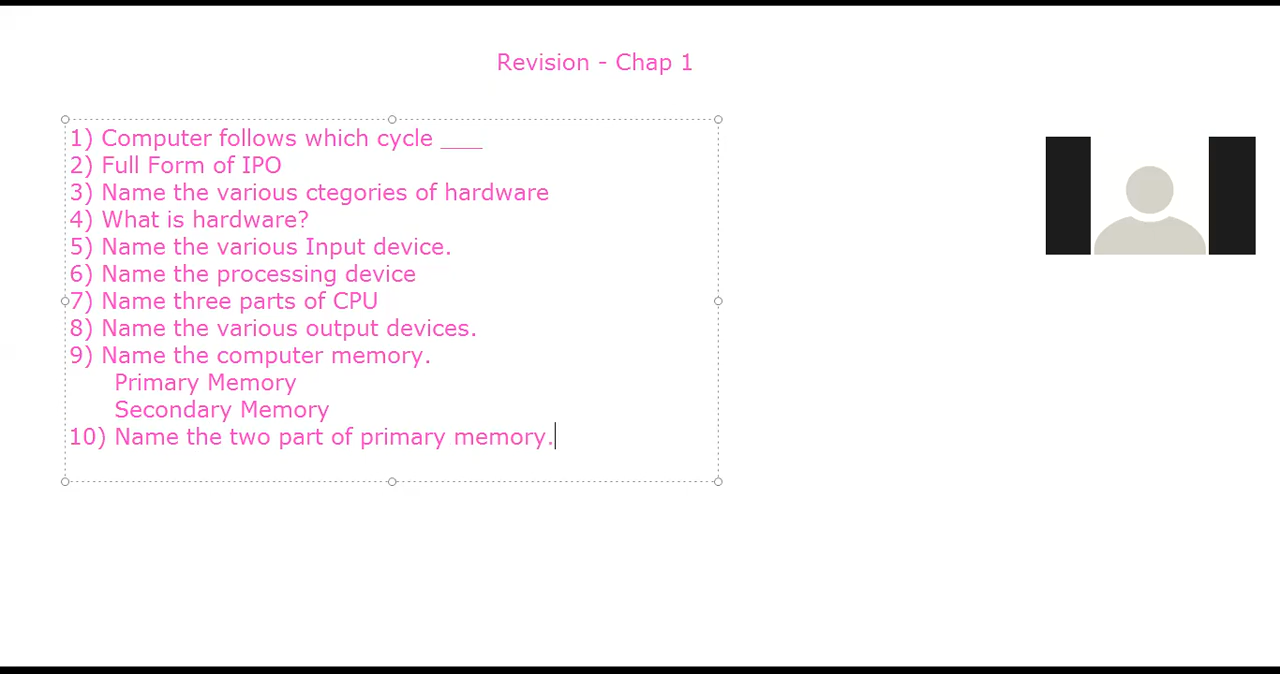 Revision - Chap 1
1) Computer follows which cycle ___
2) Full Form of IPO
3) Name the various ctegories of hardware
4) What is hardware?
5) Name the various Input device.
6) Name the processing device
7) Name three parts of CPU
8) Name the various output devices.
9) Name the computer memory.
Primary Memory
Secondary Memory
10) Name the two part of primary memory.